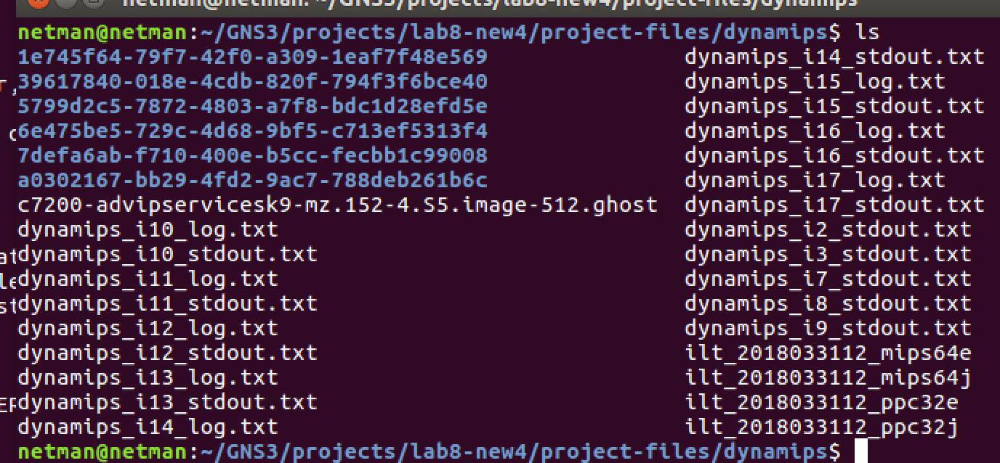 netman@netman: ~/GNS3/projects/lab8-new4/project-files/dynamips
netman@netman:~/GNS3/projects/lab8-new4/project-files/dynamips$ ls
1e745f64-79f7-42f0-a309-1eaf7f48e569 dynamips_i14_stdout.txt
39617840-018e-4cdb-820f-794f3f6bce40 dynamips_i15_log.txt
5799d2c5-7872-4803-a7f8-bdc1d28efd5e dynamips_i15_stdout.txt
6e475be5-729c-4d68-9bf5-c713ef5313f4 dynamips_i16_log.txt
7defa6ab-f710-400e-b5cc-fecbb1c99008 dynamips_i16_stdout.txt
a0302167-bb29-4fd2-9ac7-788deb261b6c dynamips_i17_log.txt
c7200-advipservicesk9-mz.152-4.S5.image-512.ghost dynamips_i17_stdout.txt
dynamips_i10_log.txt dynamips_i2_stdout.txt
dynamips_i10_stdout.txt dynamips_i3_stdout.txt
dynamips_i11_log.txt dynamips_i7_stdout.txt
dynamips_i11_stdout.txt dynamips_i8_stdout.txt
dynamips_i12_log.txt dynamips_i9_stdout.txt
dynamips_i12_stdout.txt ilt_2018033112_mips64e
dynamips_i13_log.txt ilt_2018033112_mips64j
dynamips_i13_stdout.txt ilt_2018033112_ppc32e
dynamips_i14_log.txt ilt_2018033112_ppc32j
netman@netman:~/GNS3/projects/lab8-new4/project-files/dynamips$